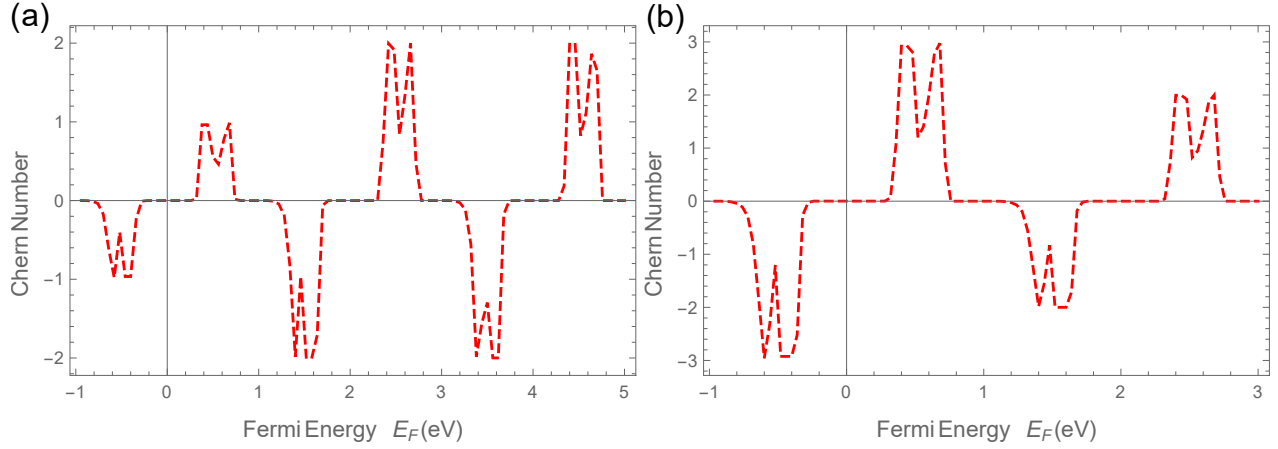 (a)
2
1
0
−1
−2
Chern Number
−1 0 1 2 3 4 5
Fermi Energy E_F(eV)
(b)
3
2
1
0
−1
−2
−3
Chern Number
−1 0 1 2 3
Fermi Energy E_F(eV)